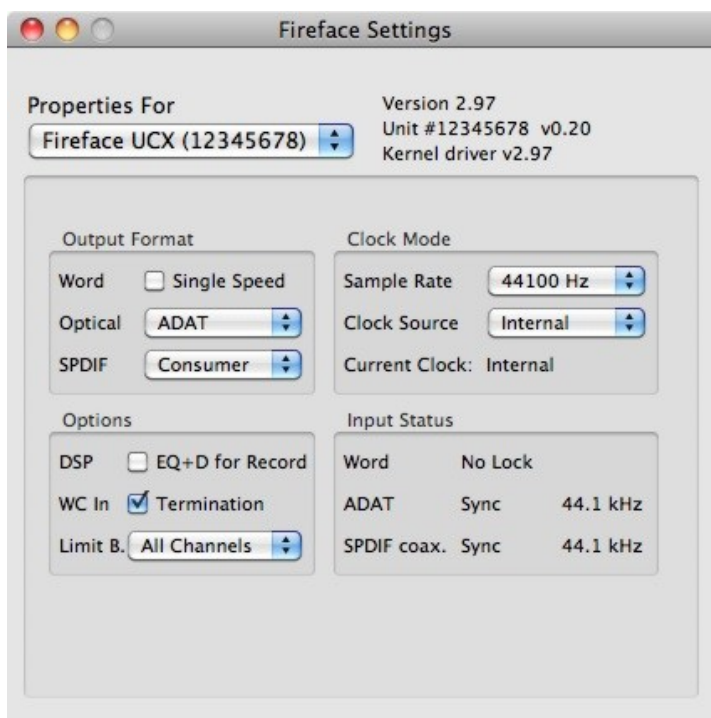 Fireface Settings
Properties For
Fireface UCX (12345678)
Version 2.97
Unit #12345678 v0.20
Kernel driver v2.97
Output Format
Word Single Speed
Optical ADAT
SPDIF Consumer
Clock Mode
Sample Rate 44100 Hz
Clock Source Internal
Current Clock: Internal
Options
DSP EQ+D for Record
WC In Termination
Limit B. All Channels
Input Status
Word No Lock
ADAT Sync 44.1 kHz
SPDIF coax. Sync 44.1 kHz